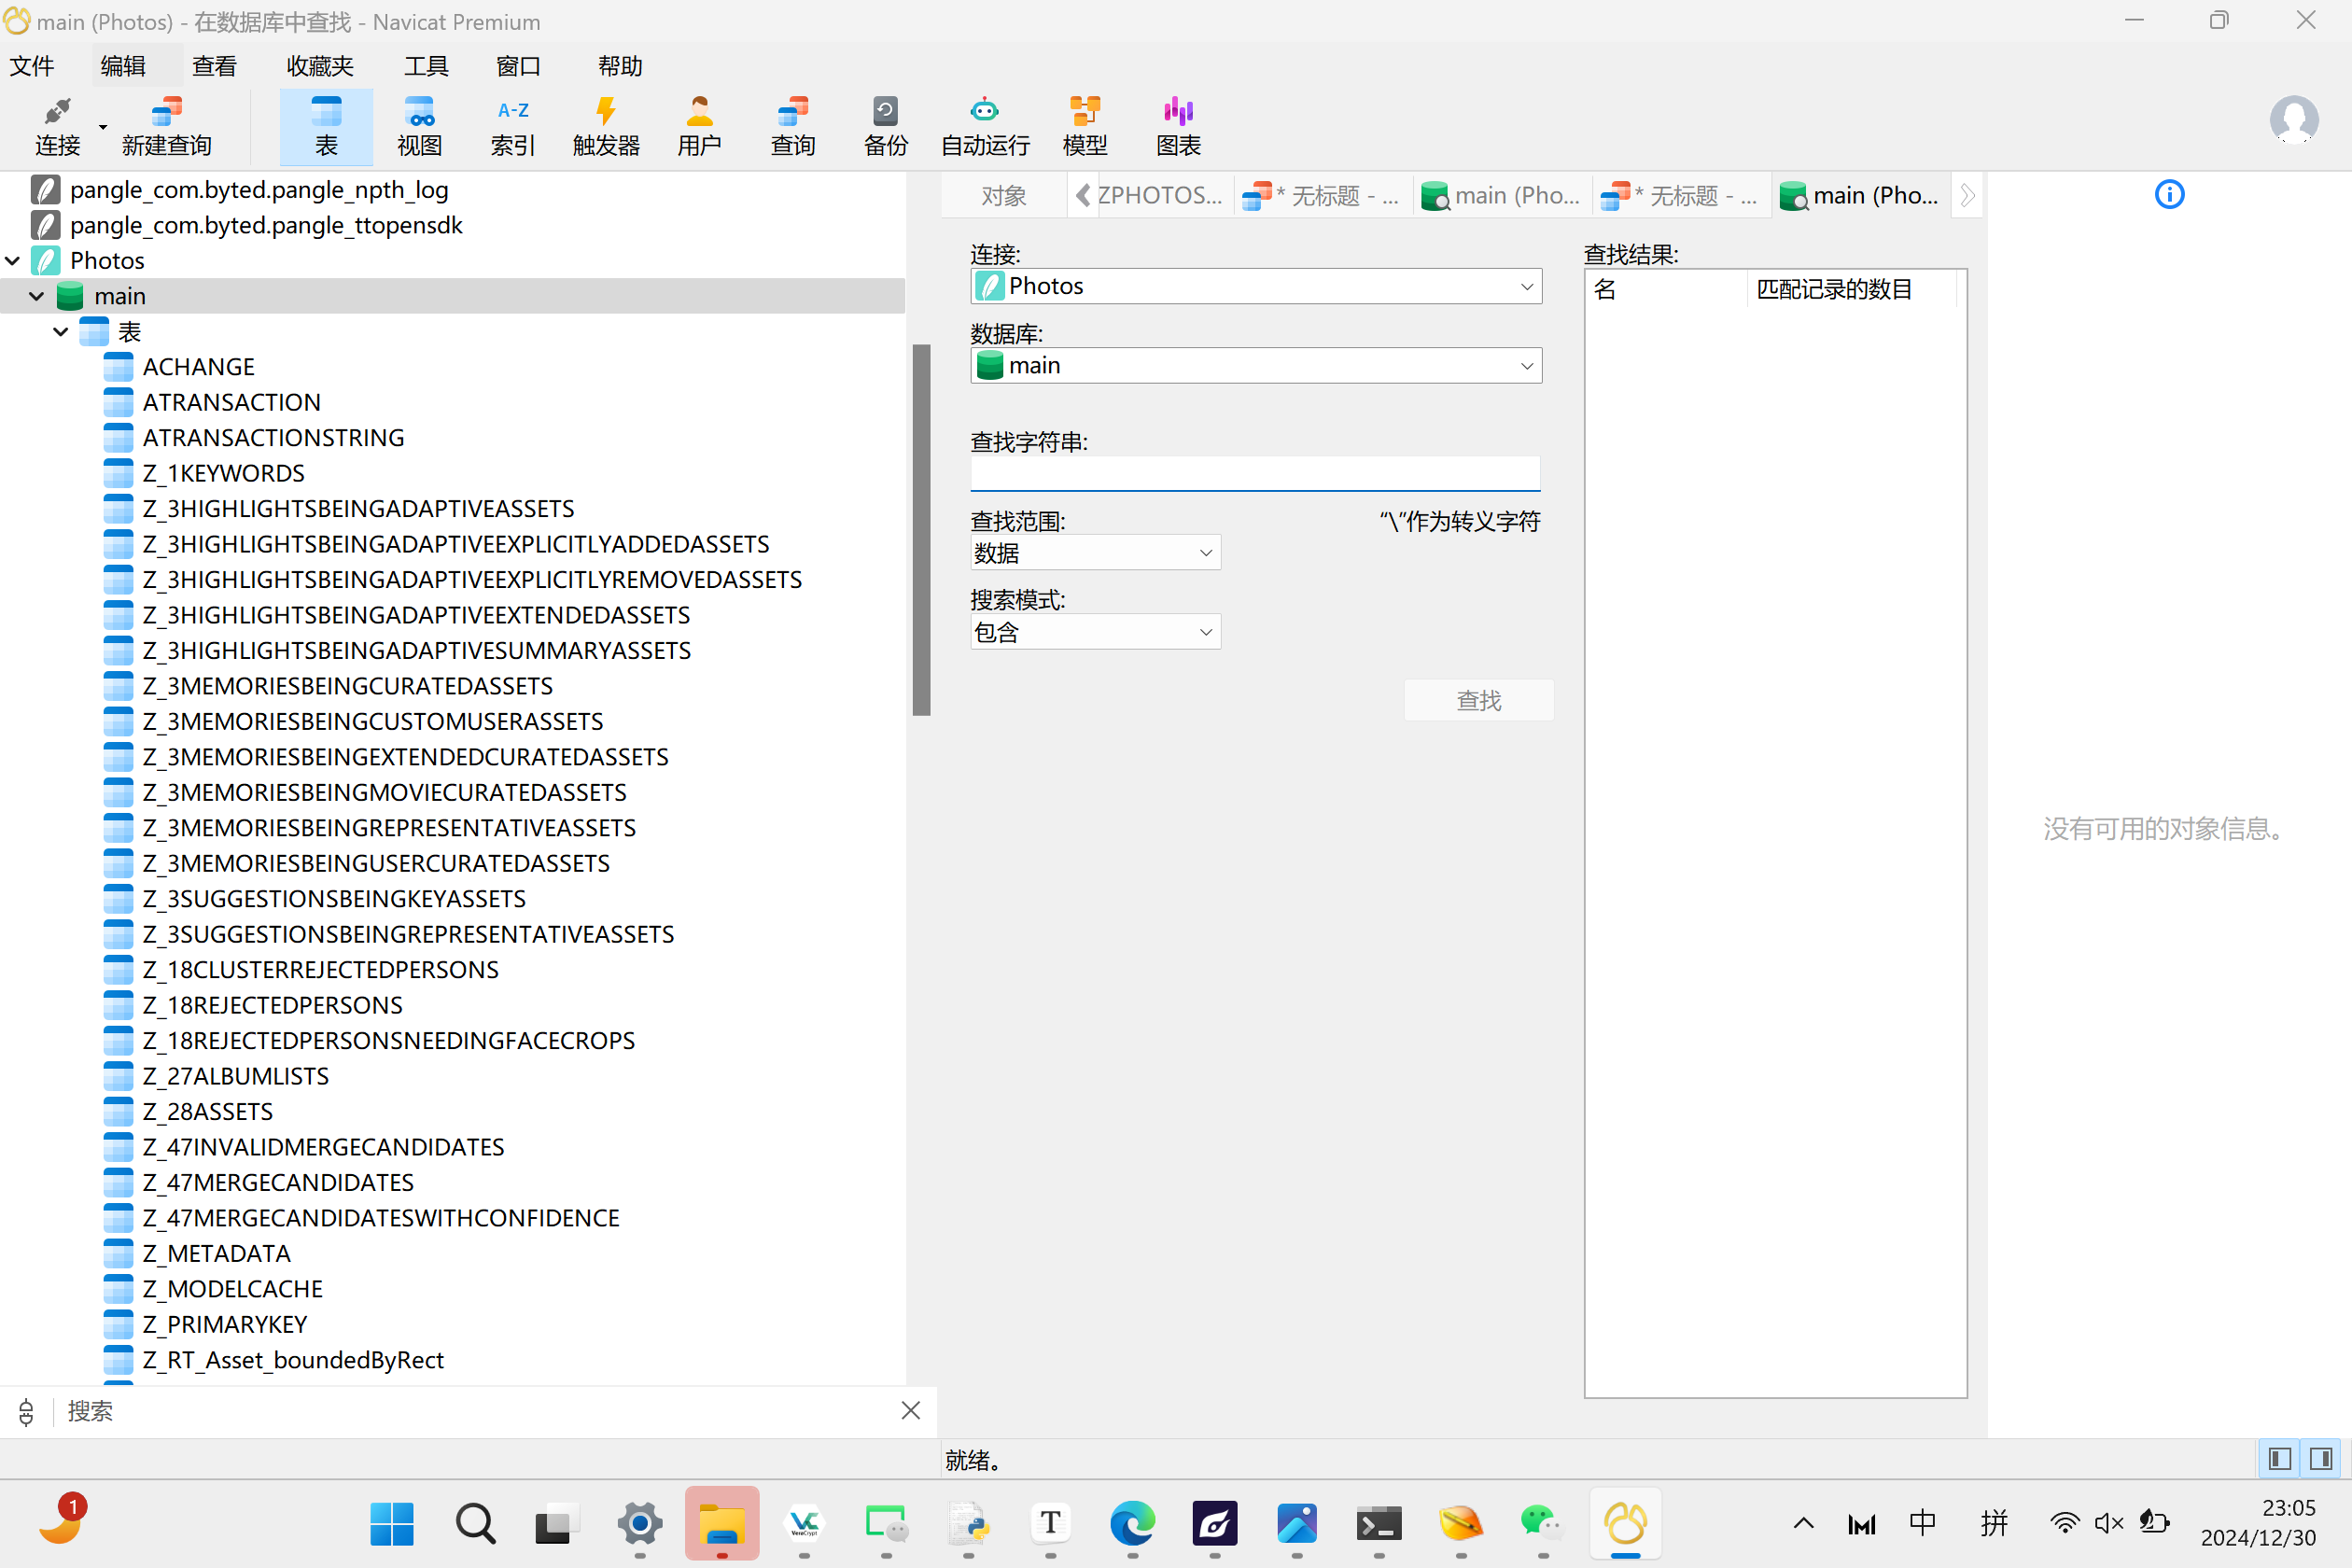 main (Photos) - 在数据库中查找 - Navicat Premium
文件 编辑 查看 收藏夹 工具 窗口 帮助
连接 新建查询 表 视图 A-Z 索引 触发器 用户 查询 备份 自动运行 模型 图表
pangle_com.byted.pangle_npth_log
pangle_com.byted.pangle_ttopensdk
Photos
main
表
ACHANGE
ATRANSACTION
ATRANSACTIONSTRING
Z_1KEYWORDS
Z_3HIGHLIGHTSBEINGADAPTIVEASSETS
Z_3HIGHLIGHTSBEINGADAPTIVEEXPLICITLYADDEDASSETS
Z_3HIGHLIGHTSBEINGADAPTIVEEXPLICITLYREMOVEDASSETS
Z_3HIGHLIGHTSBEINGADAPTIVEEXTENDEDASSETS
Z_3HIGHLIGHTSBEINGADAPTIVESUMMARYASSETS
Z_3MEMORIESBEINGCURATEDASSETS
Z_3MEMORIESBEINGCUSTOMUSERASSETS
Z_3MEMORIESBEINGEXTENDEDCURATEDASSETS
Z_3MEMORIESBEINGMOVIECURATEDASSETS
Z_3MEMORIESBEINGREPRESENTATIVEASSETS
Z_3MEMORIESBEINGUSERCURATEDASSETS
Z_3SUGGESTIONSBEINGKEYASSETS
Z_3SUGGESTIONSBEINGREPRESENTATIVEASSETS
Z_18CLUSTERREJECTEDPERSONS
Z_18REJECTEDPERSONS
Z_18REJECTEDPERSONSNEEDINGFACECROPS
Z_27ALBUMLISTS
Z_28ASSETS
Z_47INVALIDMERGECANDIDATES
Z_47MERGECANDIDATES
Z_47MERGECANDIDATESWITHCONFIDENCE
Z_METADATA
Z_MODELCACHE
Z_PRIMARYKEY
Z_RT_Asset_boundedByRect
搜索
对象 ZPHOTOS... * 无标题 - ... main (Pho... * 无标题 - ... main (Pho...
连接:
Photos
数据库:
main
查找字符串:
查找范围: “\”作为转义字符
数据
搜索模式:
包含
查找
查找结果:
名 匹配记录的数目
没有可用的对象信息。
就绪。
1
VC
VeraCrypt
T
中 拼
23:05
2024/12/30